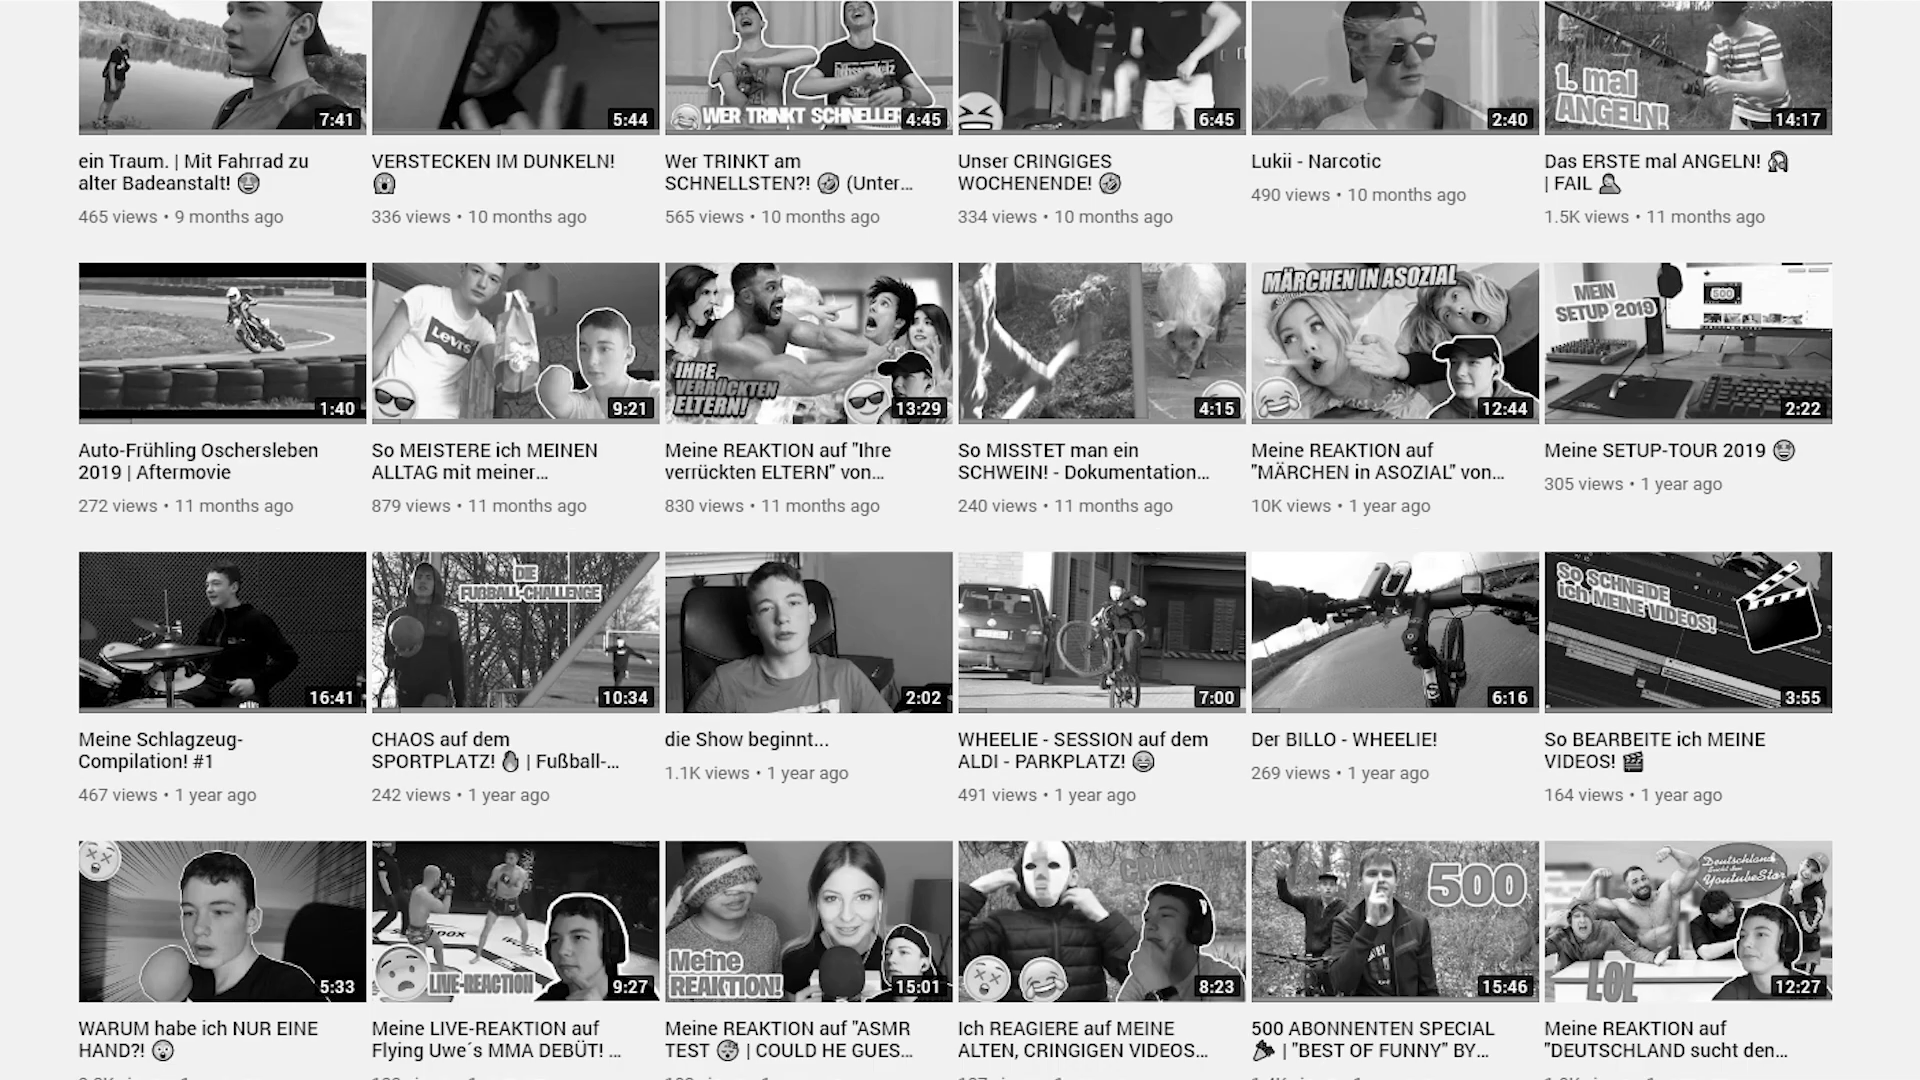 7:41
5:44
WER TRINKT SCHNELLER
4:45
6:45
2:40
1. mal
ANGELN!
14:17
ein Traum. | Mit Fahrrad zu
alter Badeanstalt! 🤩
465 views • 9 months ago
VERSTECKEN IM DUNKELN!
😱
336 views • 10 months ago
Wer TRINKT am
SCHNELLSTEN?! 🤣 (Unter...
565 views • 10 months ago
Unser CRINGIGES
WOCHENENDE! 🤣
334 views • 10 months ago
Lukii - Narcotic
490 views • 10 months ago
Das ERSTE mal ANGELN! 🎧
| FAIL 🤦
1.5K views • 11 months ago
1:40
Levi's
9:21
IHRE
VERRÜCKTEN
ELTERN!
13:29
4:15
MÄRCHEN IN ASOZIAL
12:44
MEIN
SETUP 2019
500
2:22
Auto-Frühling Oschersleben
2019 | Aftermovie
272 views • 11 months ago
So MEISTERE ich MEINEN
ALLTAG mit meiner...
879 views • 11 months ago
Meine REAKTION auf "Ihre
verrückten ELTERN" von...
830 views • 11 months ago
So MISSTET man ein
SCHWEIN! - Dokumentation...
240 views • 11 months ago
Meine REAKTION auf
"MÄRCHEN in ASOZIAL" von...
10K views • 1 year ago
Meine SETUP-TOUR 2019 🤩
305 views • 1 year ago
16:41
DIE
FUßBALL-CHALLENGE
10:34
2:02
7:00
6:16
SO SCHNEIDE
ich MEINE VIDEOS!
3:55
Meine Schlagzeug-
Compilation! #1
467 views • 1 year ago
CHAOS auf dem
SPORTPLATZ! 🔥 | Fußball-...
242 views • 1 year ago
die Show beginnt...
1.1K views • 1 year ago
WHEELIE - SESSION auf dem
ALDI - PARKPLATZ! 😄
491 views • 1 year ago
Der BILLO - WHEELIE!
269 views • 1 year ago
So BEARBEITE ich MEINE
VIDEOS! 🎬
164 views • 1 year ago
5:33
LIVE-REACTION
9:27
Meine
REAKTION!
15:01
8:23
500
15:46
Deutschland
sucht den
YoutubeStar
LOL
12:27
WARUM habe ich NUR EINE
HAND?! 😲
Meine LIVE-REAKTION auf
Flying Uwe´s MMA DEBÜT! ...
Meine REAKTION auf "ASMR
TEST 😴 | COULD HE GUES...
Ich REAGIERE auf MEINE
ALTEN, CRINGIGEN VIDEOS...
500 ABONNENTEN SPECIAL
🎉 | "BEST OF FUNNY" BY...
Meine REAKTION auf
"DEUTSCHLAND sucht den...